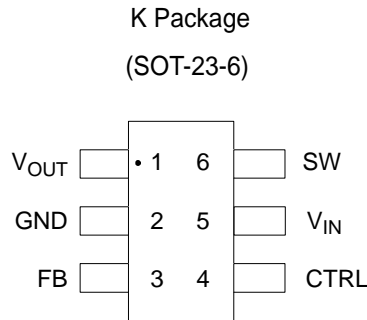 K Package
(SOT-23-6)
VOUT 1 6 SW
GND 2 5 VIN
FB 3 4 CTRL